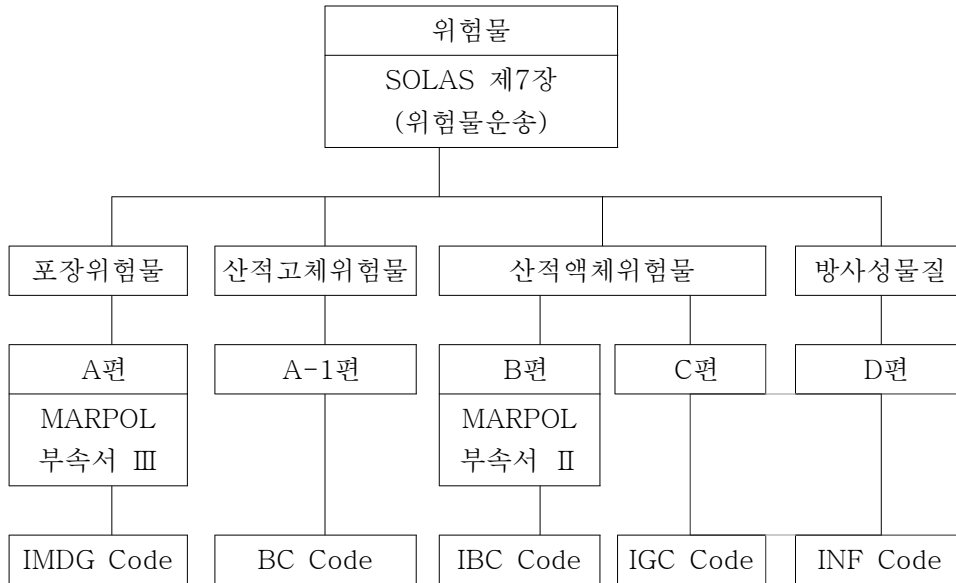 위험물
SOLAS 제7장
(위험물운송)
포장위험물
산적고체위험물
산적액체위험물
방사성물질
A편
A-1편
B편
C편
D편
MARPOL
부속서 Ⅲ
MARPOL
부속서 Ⅱ
IMDG Code
BC Code
IBC Code
IGC Code
INF Code